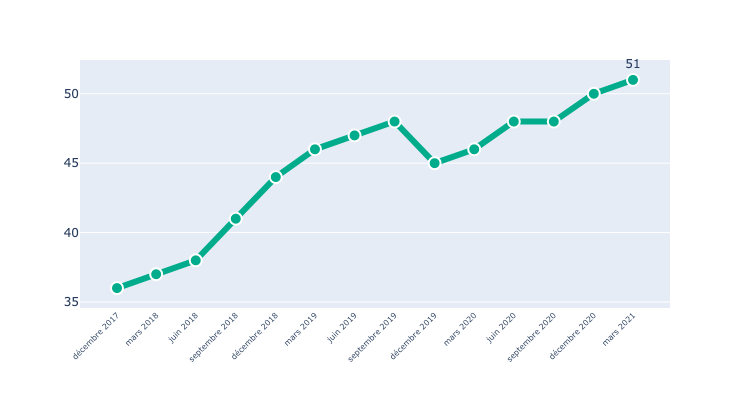 51
50
45
40
35
décembre 2017
mars 2018
juin 2018
septembre 2018
décembre 2018
mars 2019
juin 2019
septembre 2019
décembre 2019
mars 2020
juin 2020
septembre 2020
décembre 2020
mars 2021